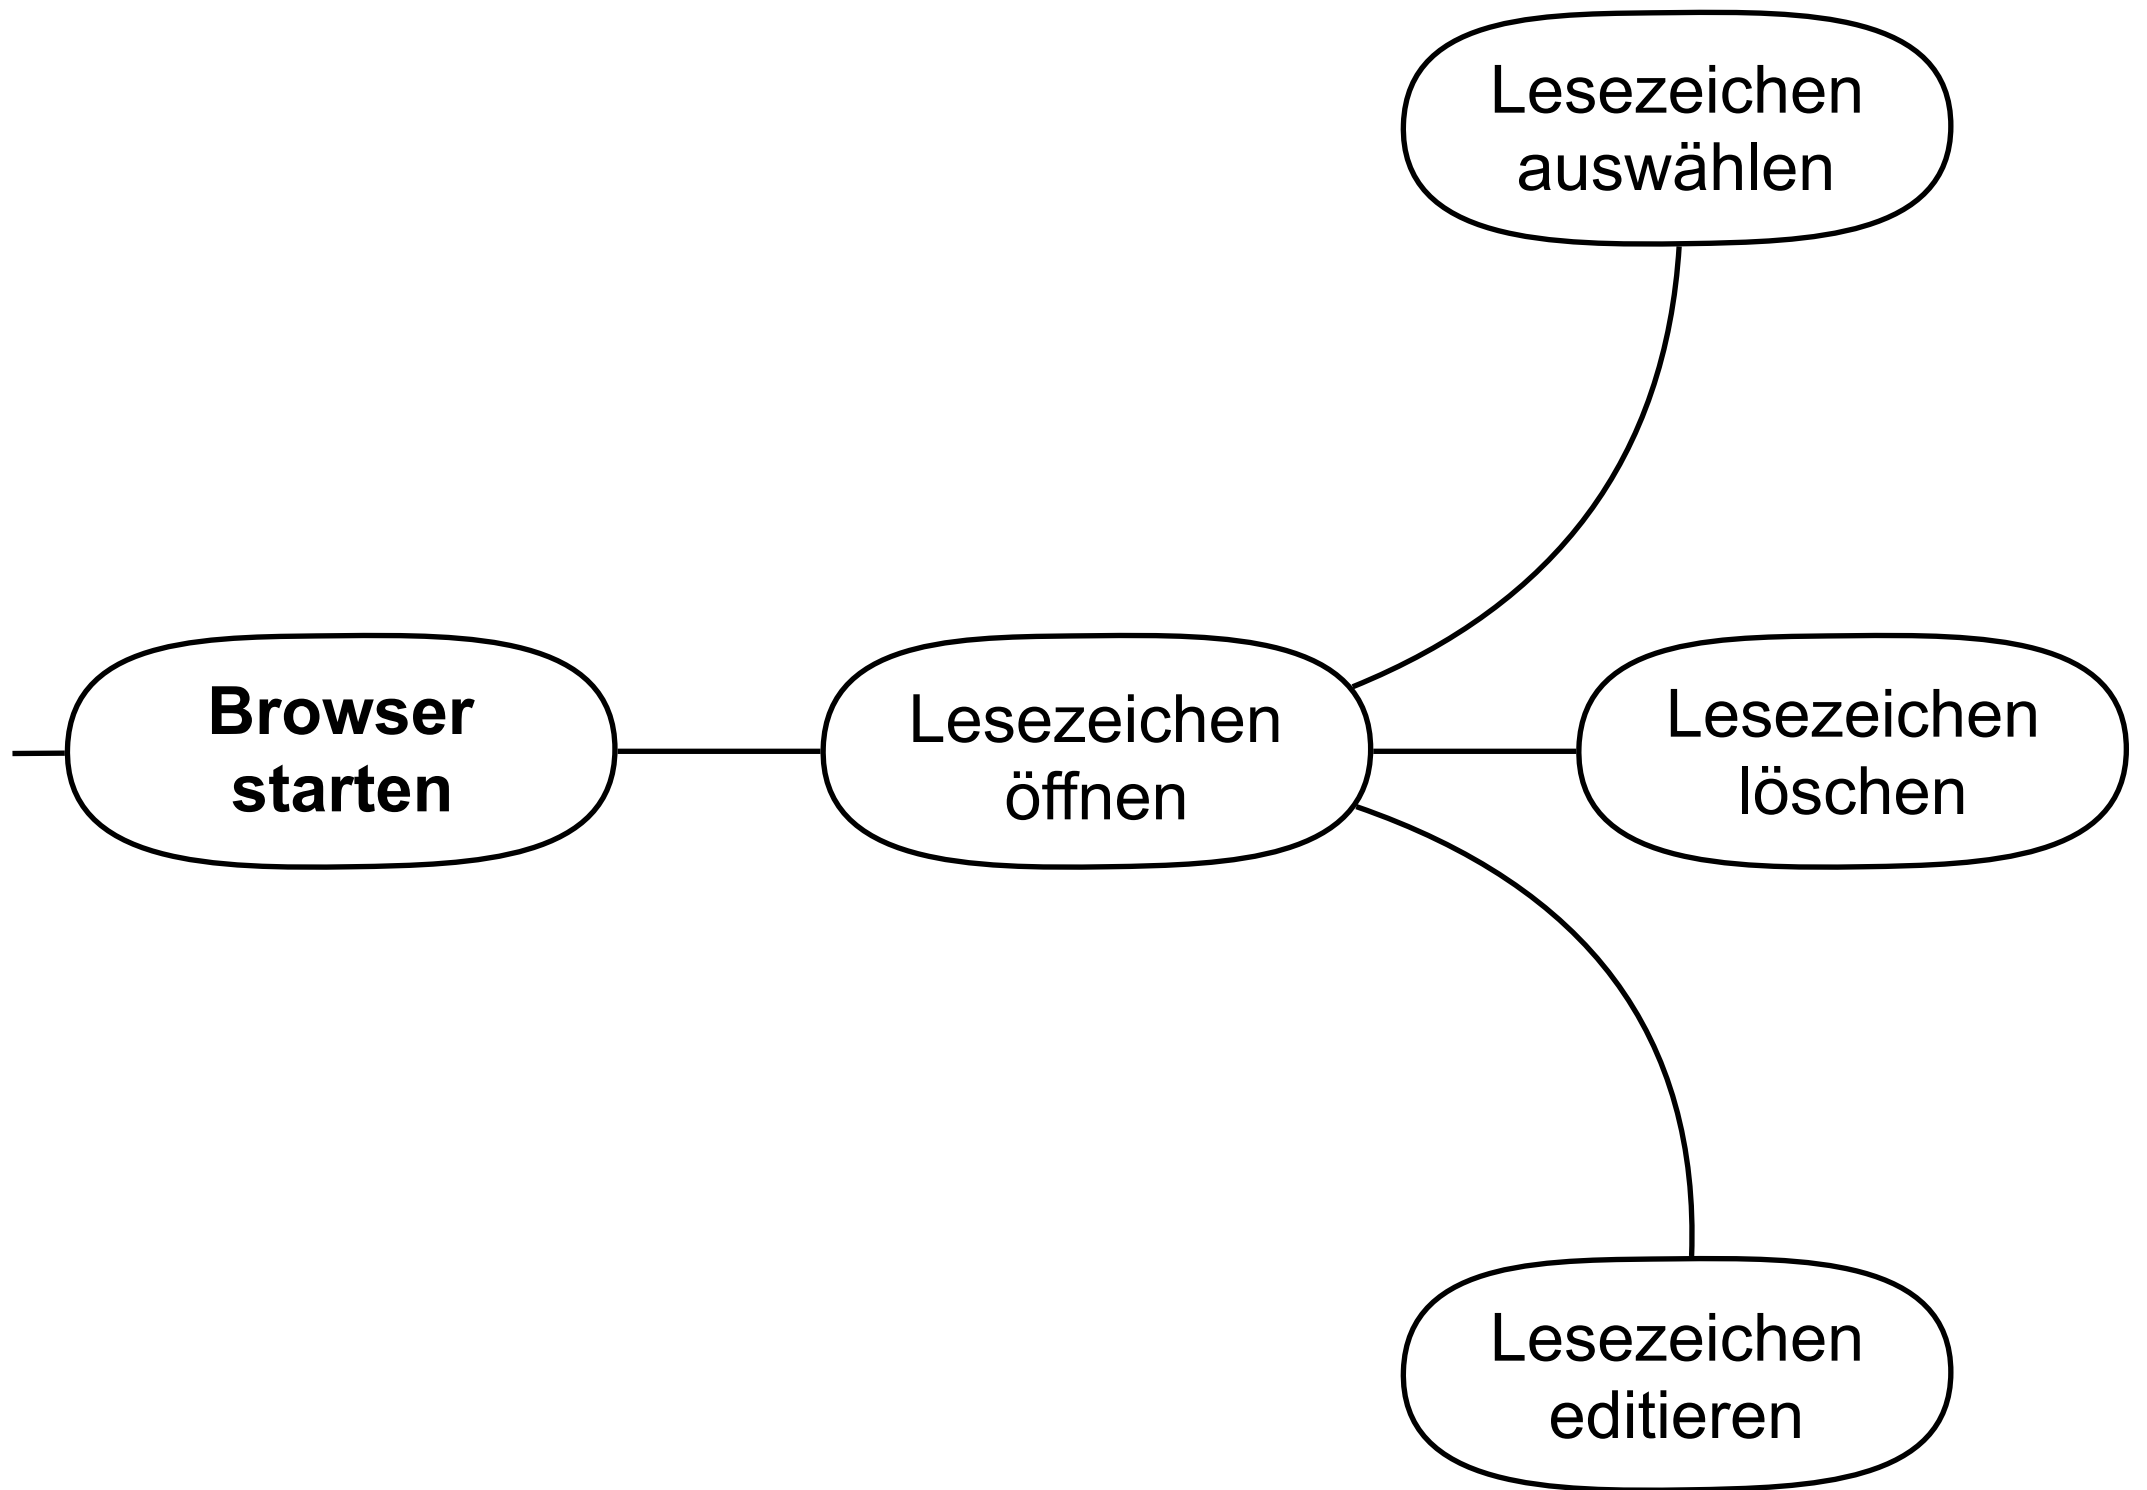 Lesezeichen
auswählen
Browser
starten
Lesezeichen
öffnen
Lesezeichen
löschen
Lesezeichen
editieren